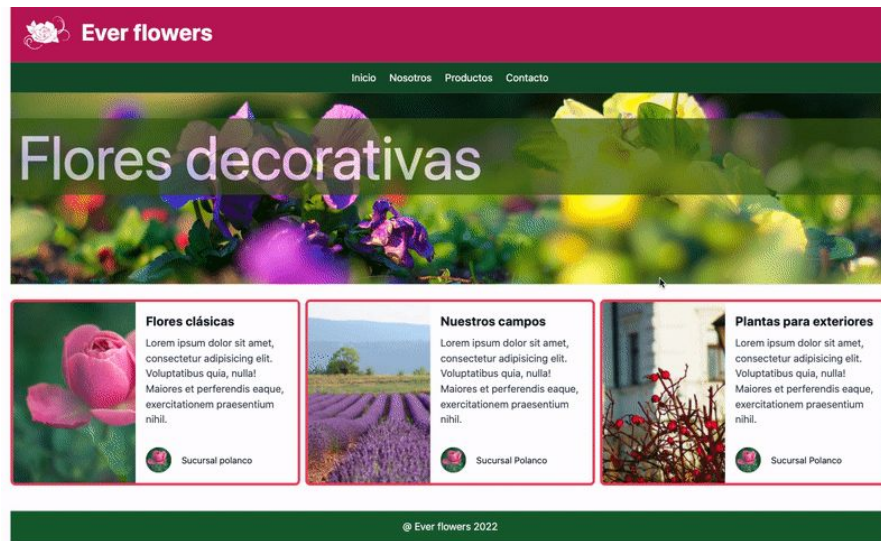 Ever flowers
Inicio Nosotros Productos Contacto
Flores decorativas
Flores clásicas
Lorem ipsum dolor sit amet,
consectetur adipisicing elit.
Voluptatibus quia, nulla!
Maiores et perferendis eaque,
exercitationem praesentium
nihil.
Sucursal polanco
Nuestros campos
Lorem ipsum dolor sit amet,
consectetur adipisicing elit.
Voluptatibus quia, nulla!
Maiores et perferendis eaque,
exercitationem praesentium
nihil.
Sucursal Polanco
Plantas para exteriores
Lorem ipsum dolor sit amet,
consectetur adipisicing elit.
Voluptatibus quia, nulla!
Maiores et perferendis eaque,
exercitationem praesentium
nihil.
Sucursal Polanco
@ Ever flowers 2022